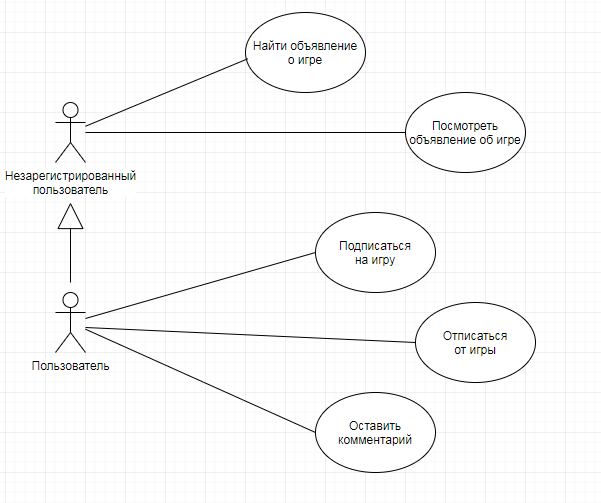 Найти объявление
о игре
Посмотреть
объявление об игре
Незарегистрированный
пользователь
Подписаться
на игру
Отписаться
от игры
Пользователь
Оставить
комментарий